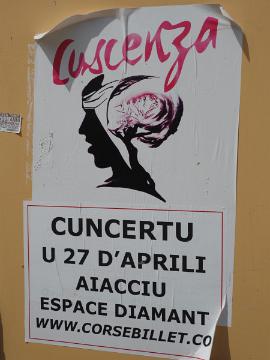 Cuscenza
CUNCERTU
U 27 D'APRILI
AIACCIU
ESPACE DIAMANT
WWW.CORSEBILLET.CO